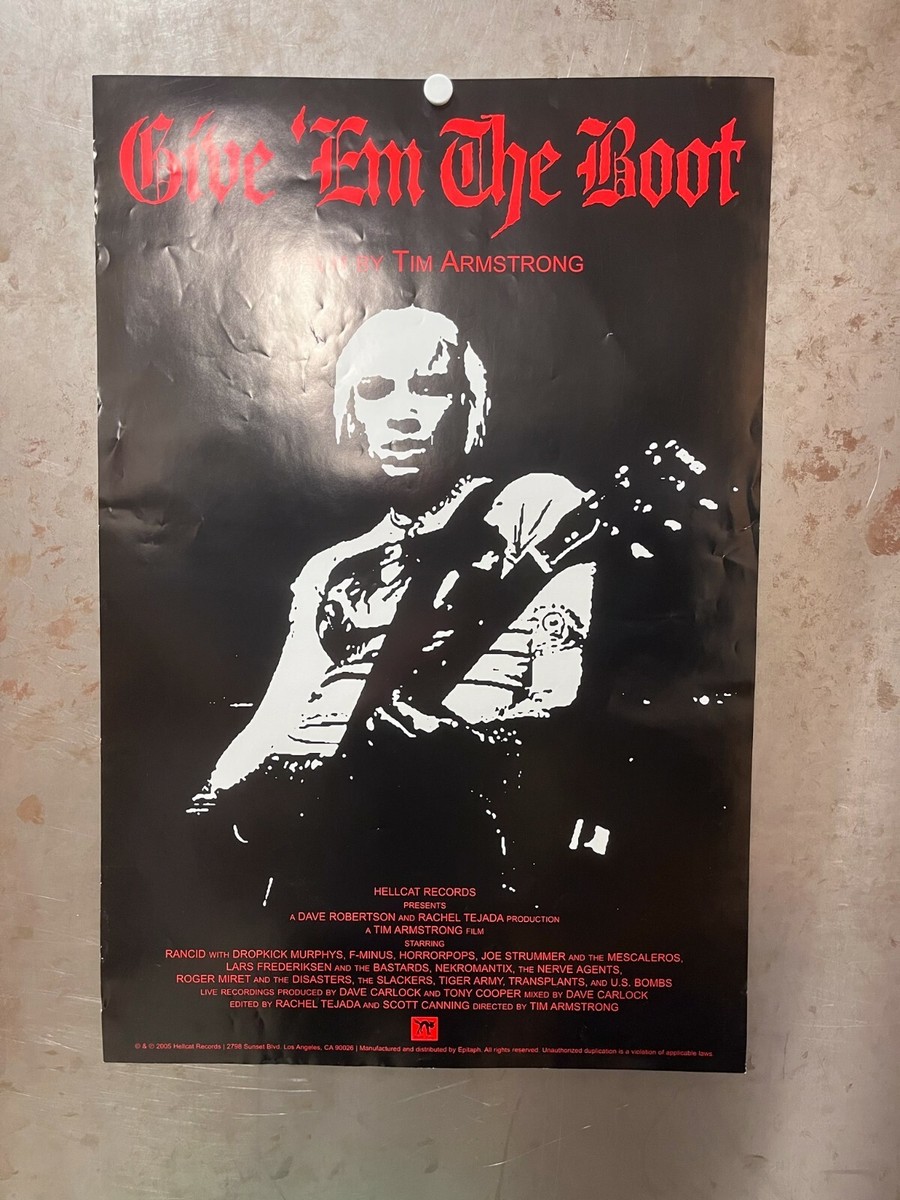 Give 'Em The Boot
BY TIM ARMSTRONG
HELLCAT RECORDS
PRESENTS
A DAVE ROBERTSON AND RACHEL TEJADA PRODUCTION
A TIM ARMSTRONG FILM
STARRING
RANCID WITH DROPKICK MURPHYS, F-MINUS, HORRORPOPS, JOE STRUMMER AND THE MESCALEROS,
LARS FREDERIKSEN AND THE BASTARDS, NEKROMANTIX, THE NERVE AGENTS,
ROGER MIRET AND THE DISASTERS, THE SLACKERS, TIGER ARMY, TRANSPLANTS, AND U.S. BOMBS
LIVE RECORDINGS PRODUCED BY DAVE CARLOCK AND TONY COOPER MIXED BY DAVE CARLOCK
EDITED BY RACHEL TEJADA AND SCOTT CANNING DIRECTED BY TIM ARMSTRONG
℗ & © 2005 Hellcat Records | 2798 Sunset Blvd. Los Angeles, CA 90026 | Manufactured and distributed by Epitaph. All rights reserved. Unauthorized duplication is a violation of applicable laws.